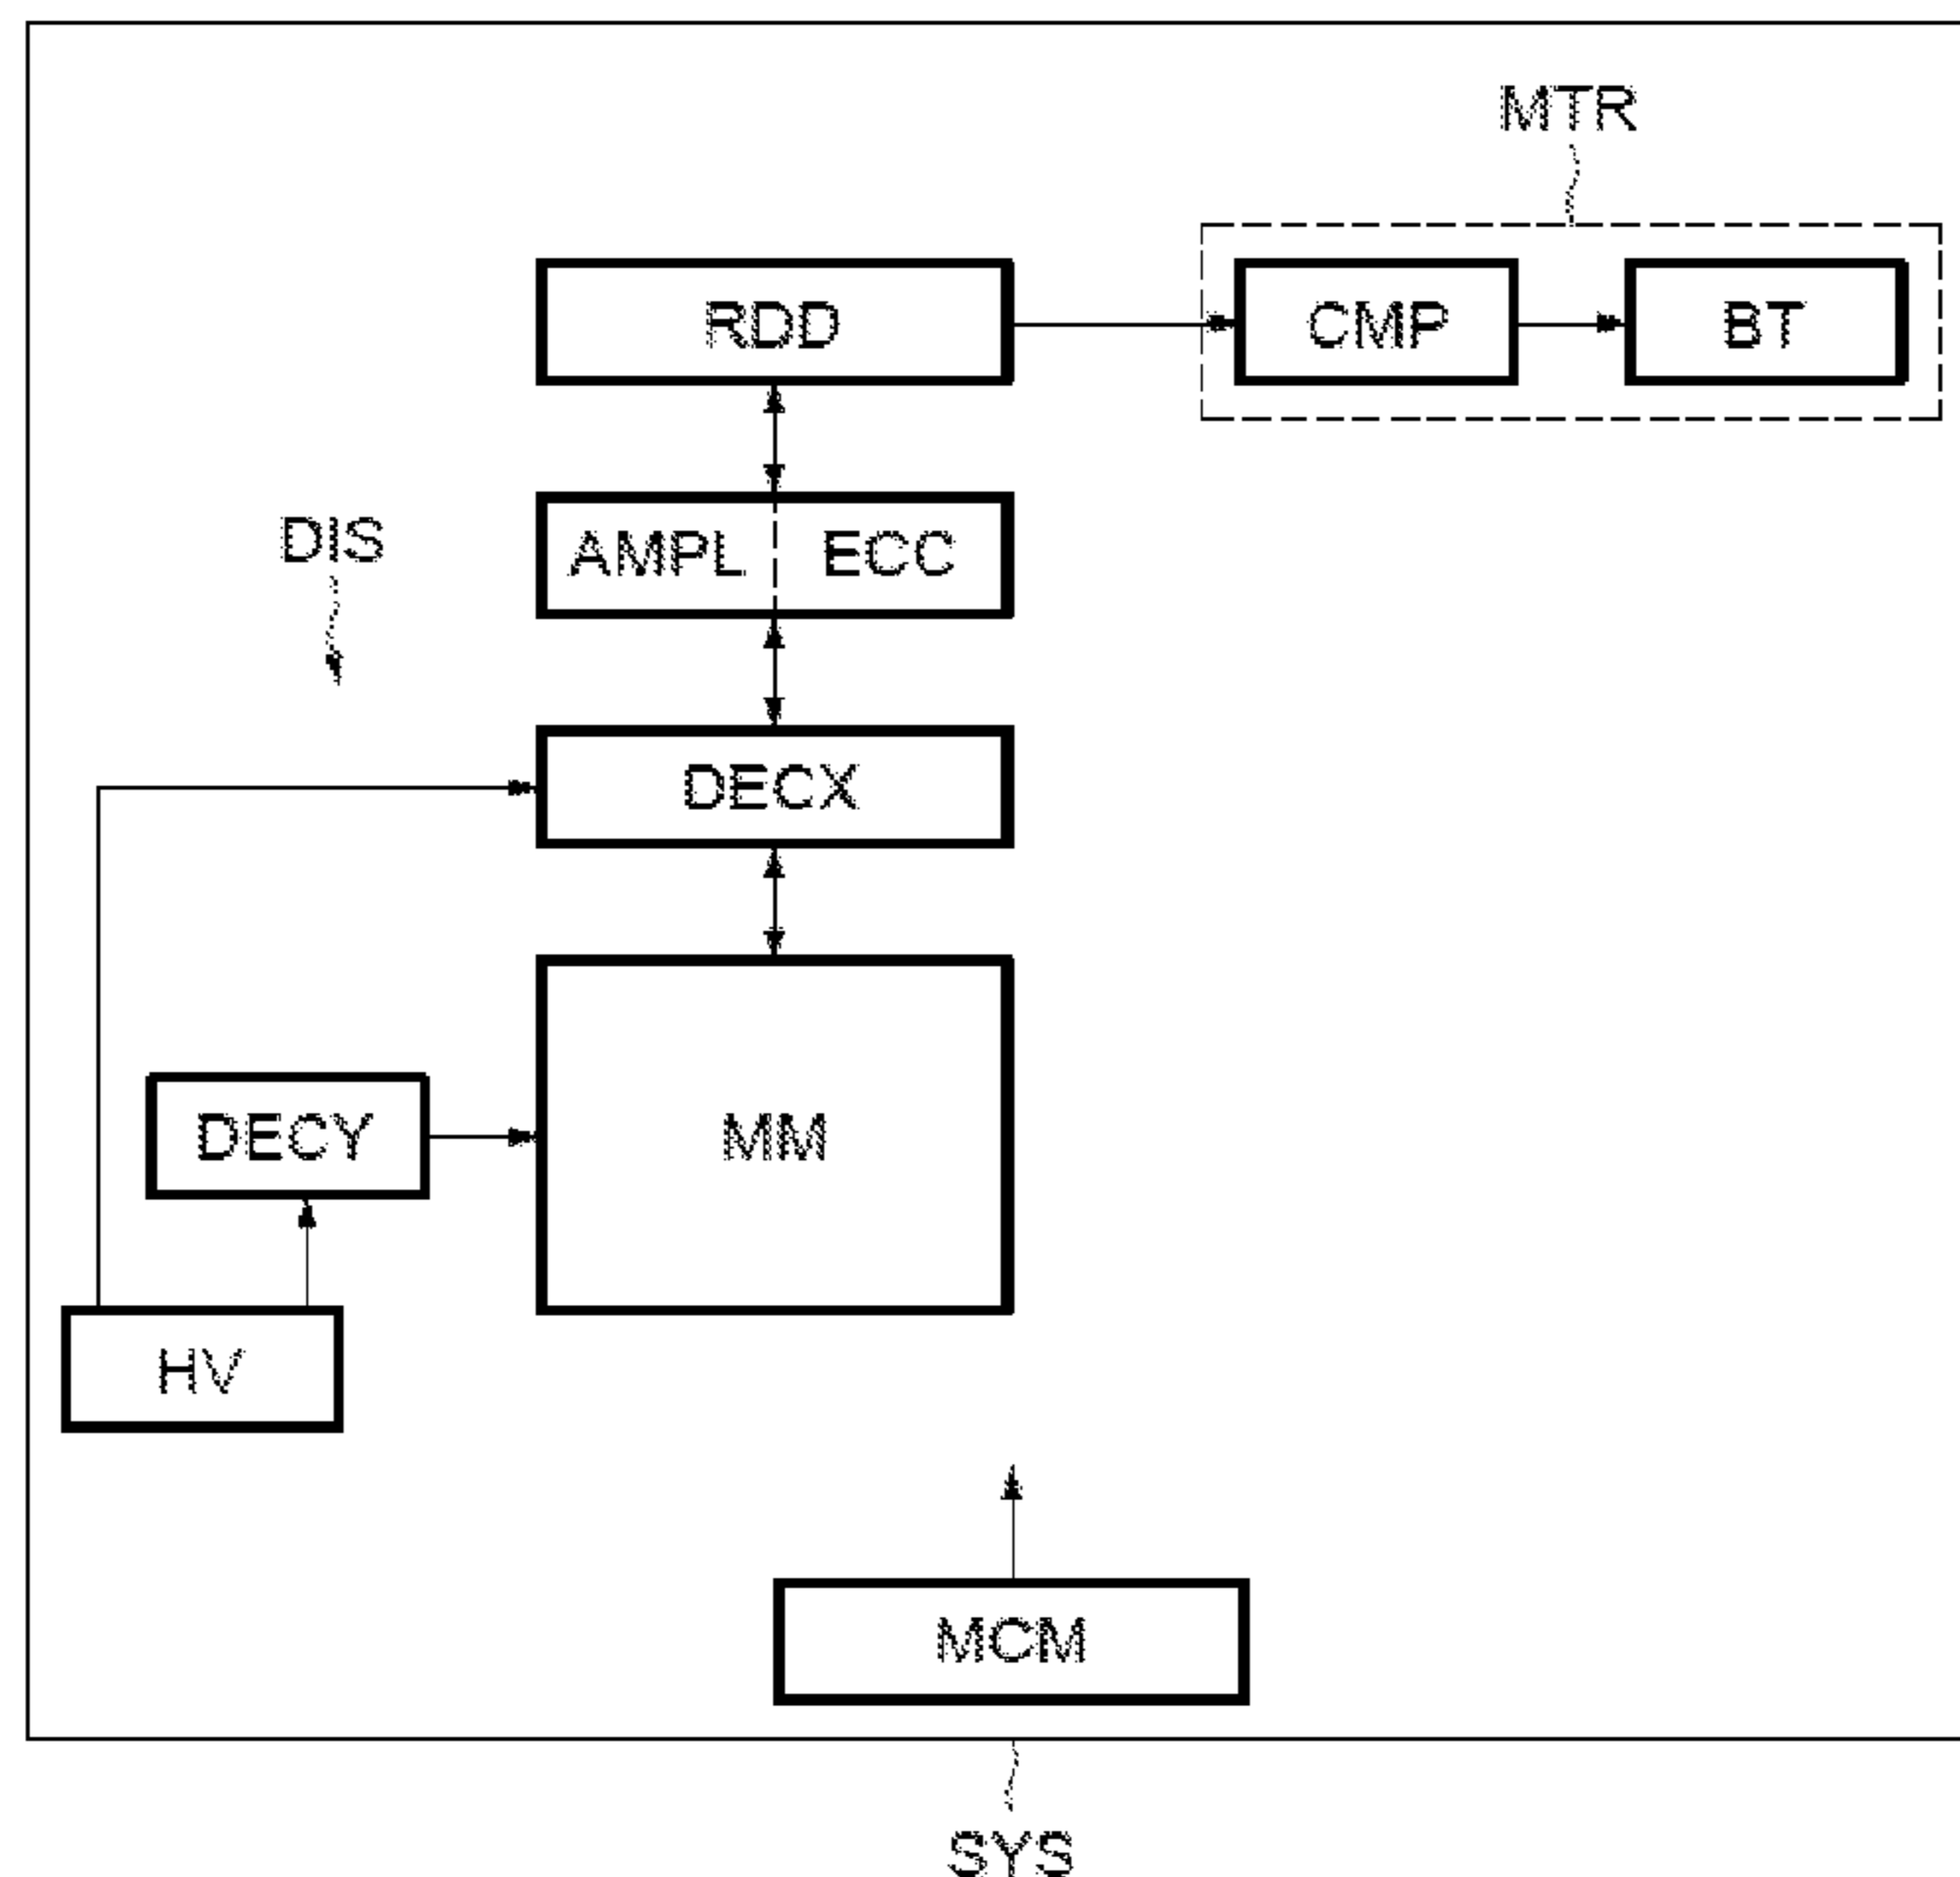 MTR
RDD
CMP
BT
DIS
AMPL
ECC
DECX
DECY
MM
HV
MCM
SYS